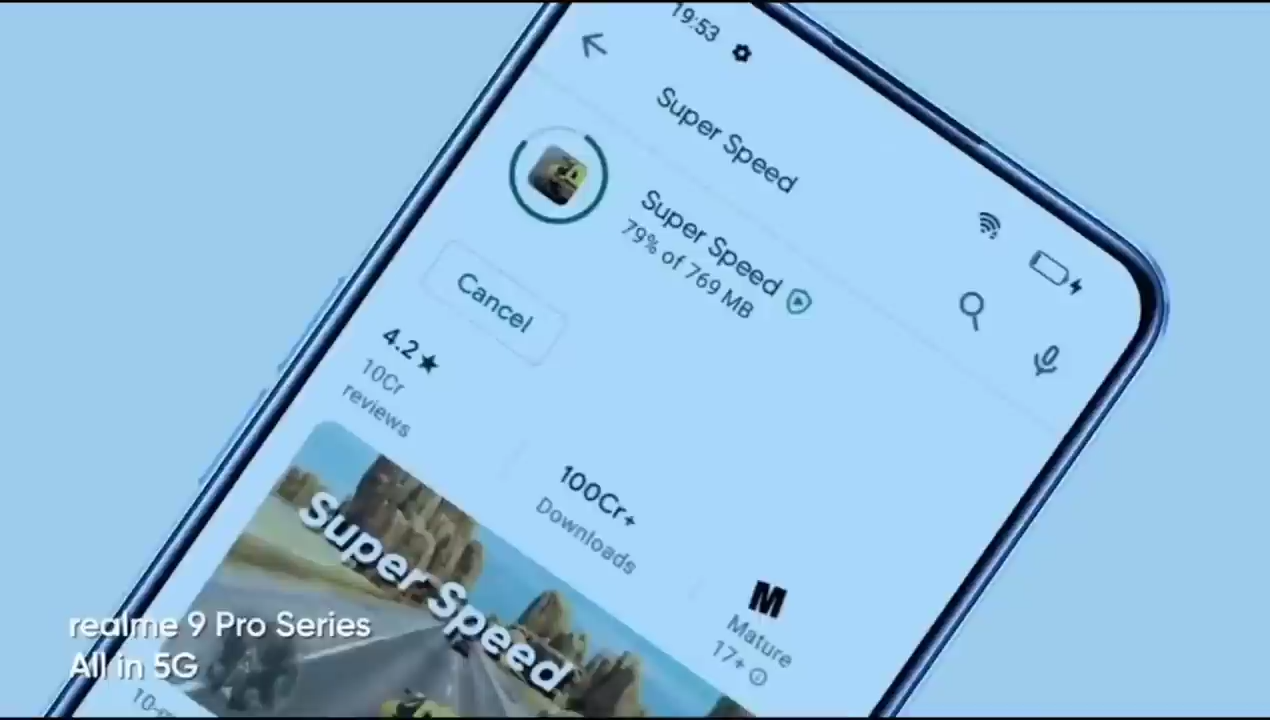 19:53
Super Speed
Super Speed
79% of 769 MB
Cancel
4.2★
10Cr
reviews
100Cr+
Downloads
M
Mature
17+
Super Speed
realme 9 Pro Series
All in 5G